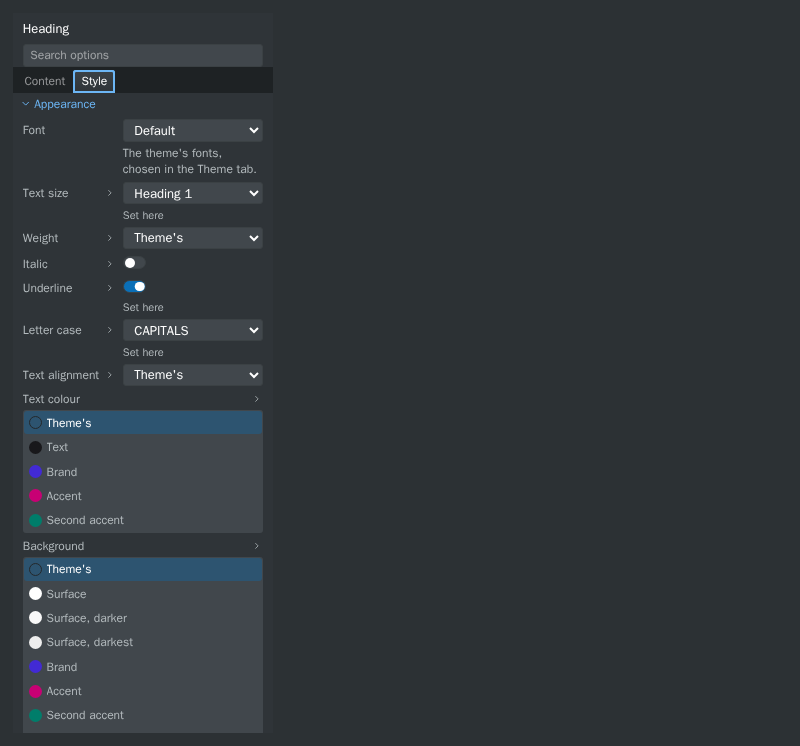 Heading
Search options
Content Style
Appearance
Font Default
The theme's fonts,
chosen in the Theme tab.
Text size Heading 1
Set here
Weight Theme's
Italic
Underline
Set here
Letter case CAPITALS
Set here
Text alignment Theme's
Text colour
Theme's
Text
Brand
Accent
Second accent
Background
Theme's
Surface
Surface, darker
Surface, darkest
Brand
Accent
Second accent